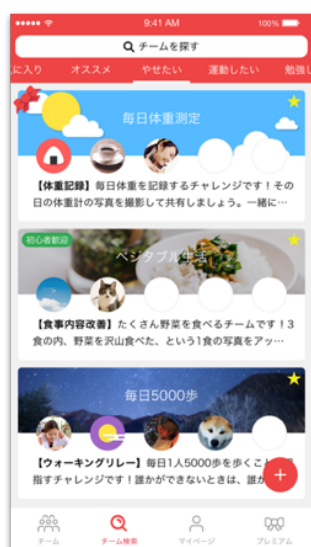 9:41 AM
100%
チームを探す
に入り オススメ やせたい 運動したい 勉強し
毎日体重測定
【体重記録】毎日体重を記録するチャレンジです！その
日の体重計の写真を撮影して共有しましょう。一緒に…
初心者歓迎
ベジタブル生活
【食事内容改善】たくさん野菜を食べるチームです！3
食の内、野菜を沢山食べた、という1食の写真をアッ…
毎日5000歩
【ウォーキングリレー】毎日1人5000歩を歩くこ
指すチャレンジです！誰かができないときは、誰か
チーム チーム検索 マイページ プレミアム